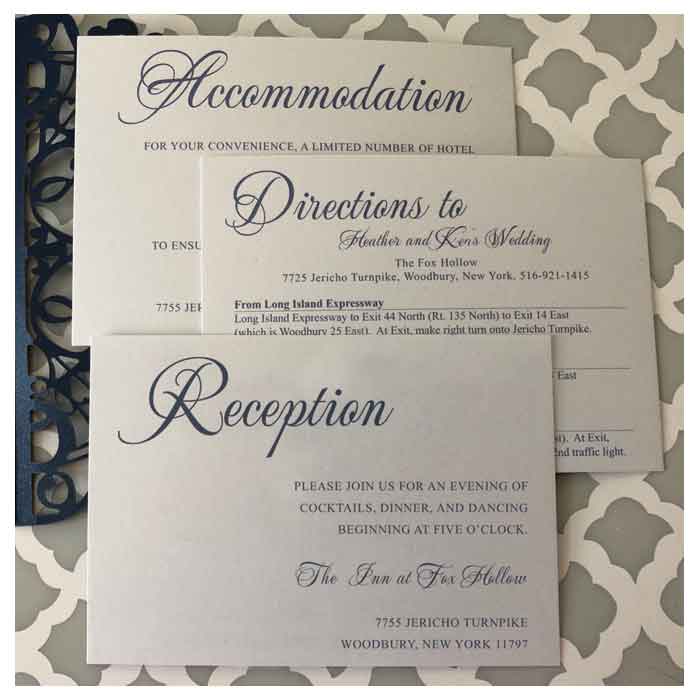 Accommodation
FOR YOUR CONVENIENCE, A LIMITED NUMBER OF HOTEL
TO ENSU
7755 JER
Directions to
Heather and Ken's Wedding
The Fox Hollow
7725 Jericho Turnpike, Woodbury, New York, 516-921-1415
From Long Island Expressway
Long Island Expressway to Exit 44 North (Rt. 135 North) to Exit 14 East
(which is Woodbury 25 East). At Exit, make right turn onto Jericho Turnpike.
East
st). At Exit,
2nd traffic light.
Reception
PLEASE JOIN US FOR AN EVENING OF
COCKTAILS, DINNER, AND DANCING
BEGINNING AT FIVE O'CLOCK.
The Inn at Fox Hollow
7755 JERICHO TURNPIKE
WOODBURY, NEW YORK 11797